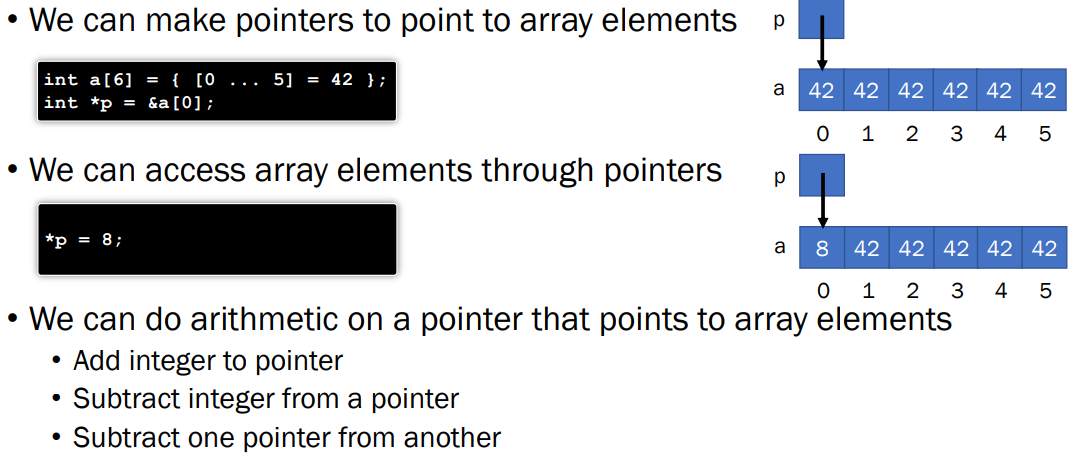 • We can make pointers to point to array elements
p
int a[6] = { [0 ... 5] = 42 };
int *p = &a[0];
a 42 42 42 42 42 42
0 1 2 3 4 5
• We can access array elements through pointers
p
*p = 8;
a 8 42 42 42 42 42
0 1 2 3 4 5
• We can do arithmetic on a pointer that points to array elements
• Add integer to pointer
• Subtract integer from a pointer
• Subtract one pointer from another